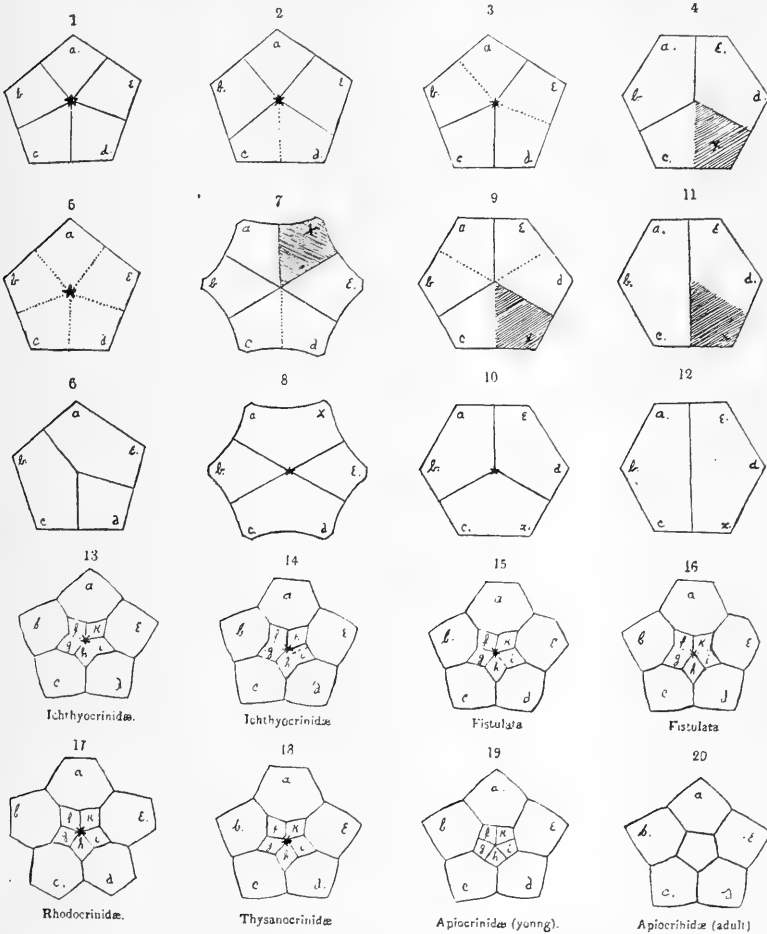 1 2 3 4
a. a a a. ε.
b ε b. ε b ε b. d.
c d. c d. c d c. x
5 7 9 11
a a x a ε a. ε
b ε b ε. b d b. d.
c d c d c x c. x
6 8 10 12
a a x a ε a. ε.
b. e. b. ε. b. d b d
c d c. d c. x. c x.
13 14 15 16
a a a a
b f k ε b f k ε b. f k ε b f k ε
g h i g h i g h i g h i
c d c d c d c d
Ichthyocrinidæ. Ichthyocrinidæ Fistulata Fistulata
17 18 19 20
a a a. a
b f k ε. b. f k ε b f k ε b. ε
g h i g h i g h i
c. d c d. c d c. d
Rhodocrinidæ. Thysanocrinidæ Apiocrinidæ (young). Apiocrinidæ (adult)